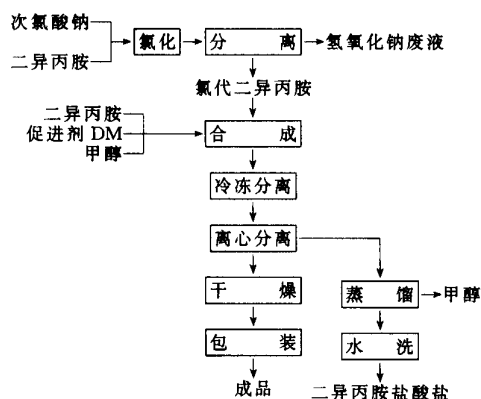 次氯酸钠
二异丙胺
氯化
分离
氢氧化钠废液
氯代二异丙胺
二异丙胺
促进剂 DM
甲醇
合成
冷冻分离
离心分离
干燥
蒸馏
甲醇
包装
水洗
成品
二异丙胺盐酸盐